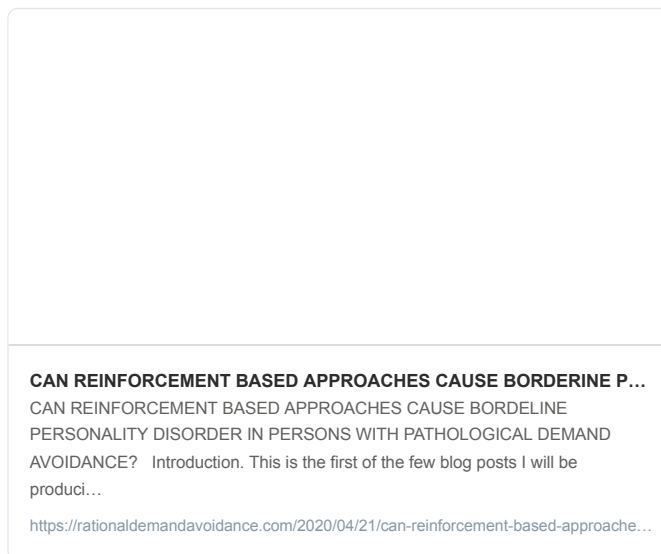 CAN REINFORCEMENT BASED APPROACHES CAUSE BORDERINE P…
CAN REINFORCEMENT BASED APPROACHES CAUSE BORDELINE
PERSONALITY DISORDER IN PERSONS WITH PATHOLOGICAL DEMAND
AVOIDANCE? Introduction. This is the first of the few blog posts I will be
produci…
https://rationaldemandavoidance.com/2020/04/21/can-reinforcement-based-approache…